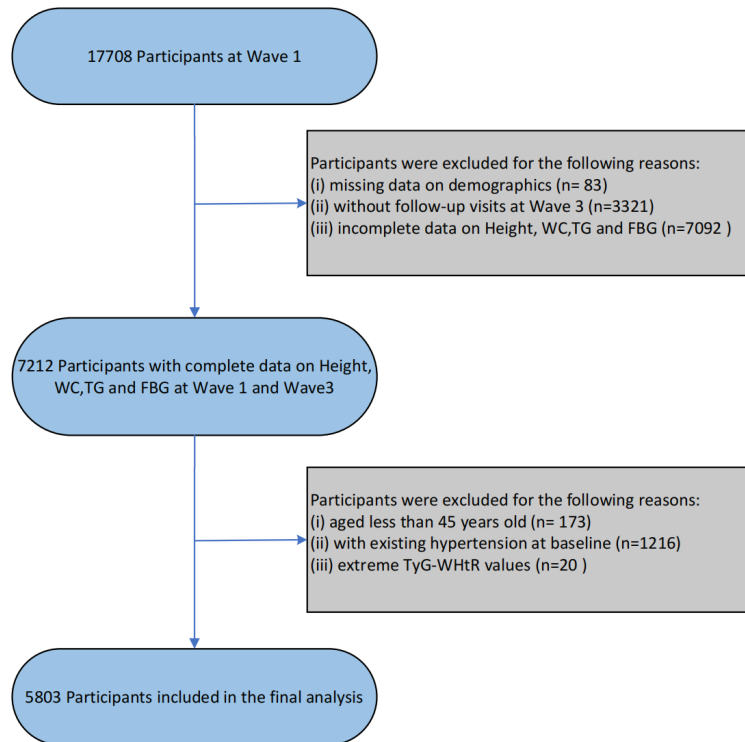 17708 Participants at Wave 1
Participants were excluded for the following reasons:
(i) missing data on demographics (n= 83)
(ii) without follow-up visits at Wave 3 (n=3321)
(iii) incomplete data on Height, WC,TG and FBG (n=7092 )
7212 Participants with complete data on Height,
WC,TG and FBG at Wave 1 and Wave3
Participants were excluded for the following reasons:
(i) aged less than 45 years old (n= 173)
(ii) with existing hypertension at baseline (n=1216)
(iii) extreme TyG-WHtR values (n=20 )
5803 Participants included in the final analysis